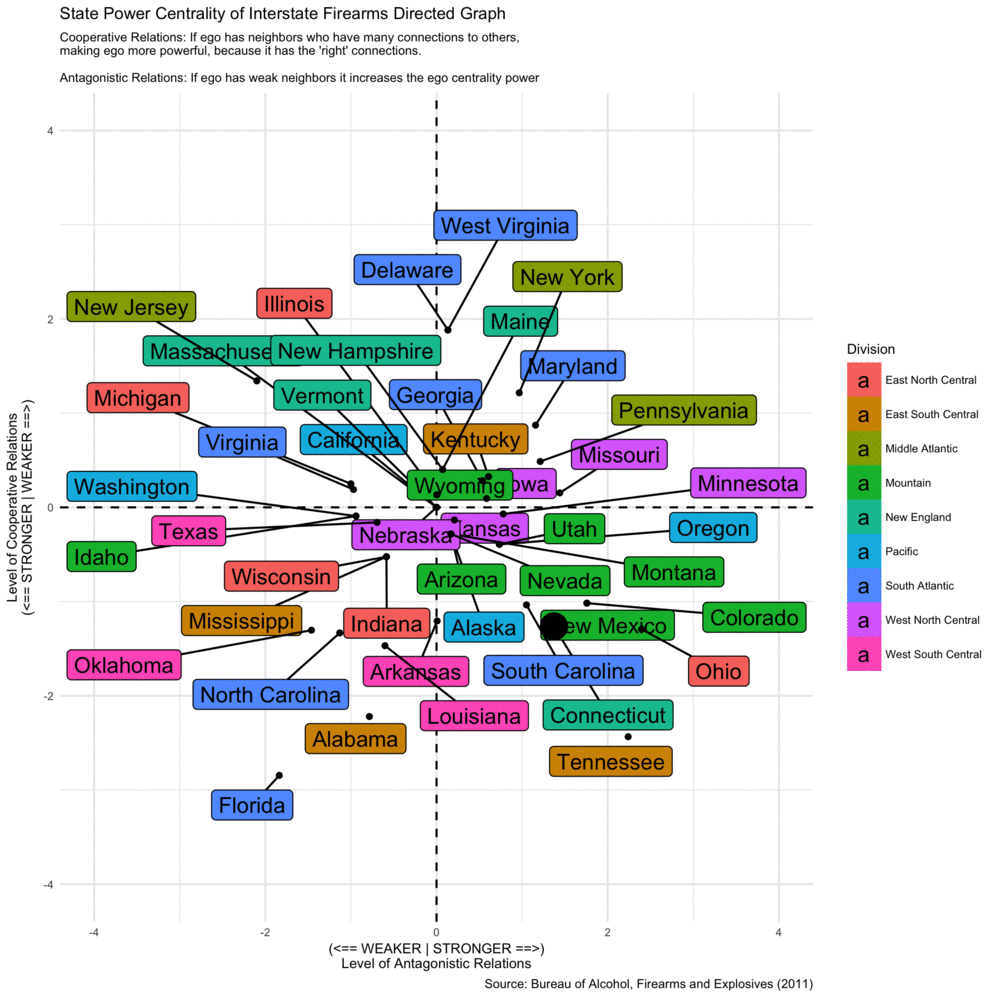 State Power Centrality of Interstate Firearms Directed Graph
Cooperative Relations: If ego has neighbors who have many connections to others,
making ego more powerful, because it has the 'right' connections.
Antagonistic Relations: If ego has weak neighbors it increases the ego centrality power
Level of Cooperative Relations
(<== STRONGER | WEAKER ==>)
4
2
0
-2
-4
West Virginia
Delaware
New York
New Jersey
Illinois
Maine
Massachuse
New Hampshire
Maryland
Michigan
Vermont
Georgia
Pennsylvania
Virginia
California
Kentucky
Missouri
Washington
Wyoming
owa
Minnesota
Texas
Nebraska
ansas
Utah
Oregon
Idaho
Wisconsin
Arizona
Nevada
Montana
Mississippi
Indiana
Alaska
ew Mexico
Colorado
Oklahoma
Arkansas
South Carolina
Ohio
North Carolina
Louisiana
Connecticut
Alabama
Tennessee
Florida
-4
-2
0
2
4
(<== WEAKER | STRONGER ==>)
Level of Antagonistic Relations
Source: Bureau of Alcohol, Firearms and Explosives (2011)
Division
a East North Central
a East South Central
a Middle Atlantic
a Mountain
a New England
a Pacific
a South Atlantic
a West North Central
a West South Central